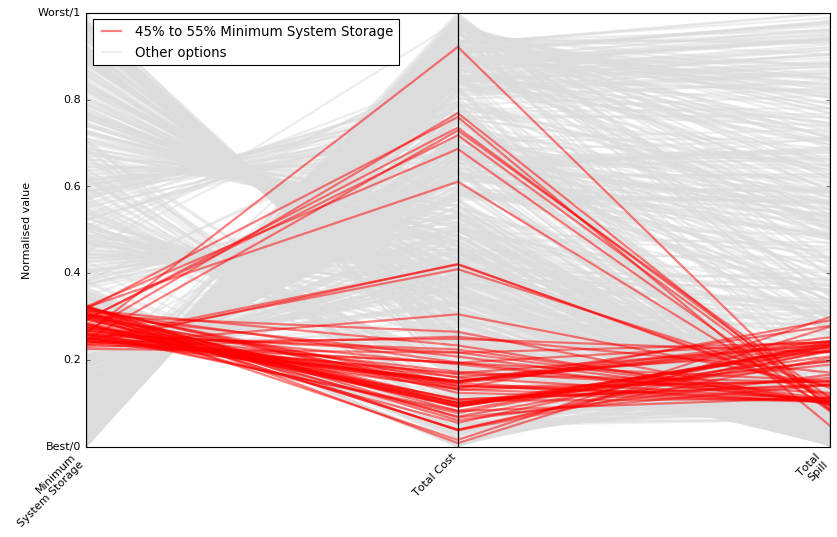 Worst/1
0.8
0.6
0.4
0.2
Best/0
Normalised value
45% to 55% Minimum System Storage
Other options
Minimum
System Storage
Total Cost
Total
Spill